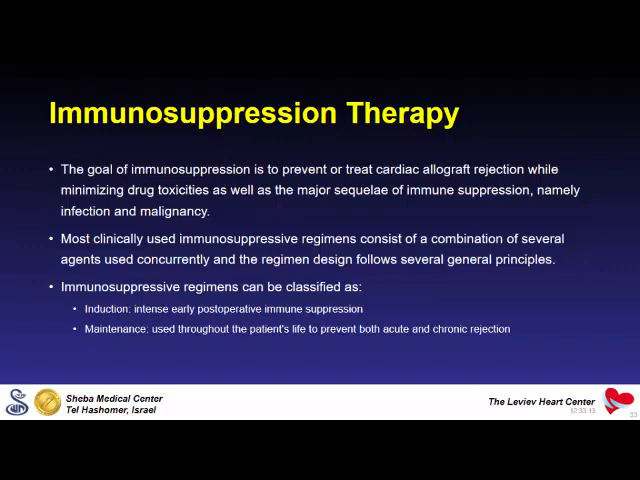 Immunosuppression Therapy
• The goal of immunosuppression is to prevent or treat cardiac allograft rejection while
minimizing drug toxicities as well as the major sequelae of immune suppression, namely
infection and malignancy.
• Most clinically used immunosuppressive regimens consist of a combination of several
agents used concurrently and the regimen design follows several general principles.
• Immunosuppressive regimens can be classified as:
• Induction: intense early postoperative immune suppression
• Maintenance: used throughout the patient's life to prevent both acute and chronic rejection
Sheba Medical Center
Tel Hashomer, Israel
The Leviev Heart Center
12.33.13
33